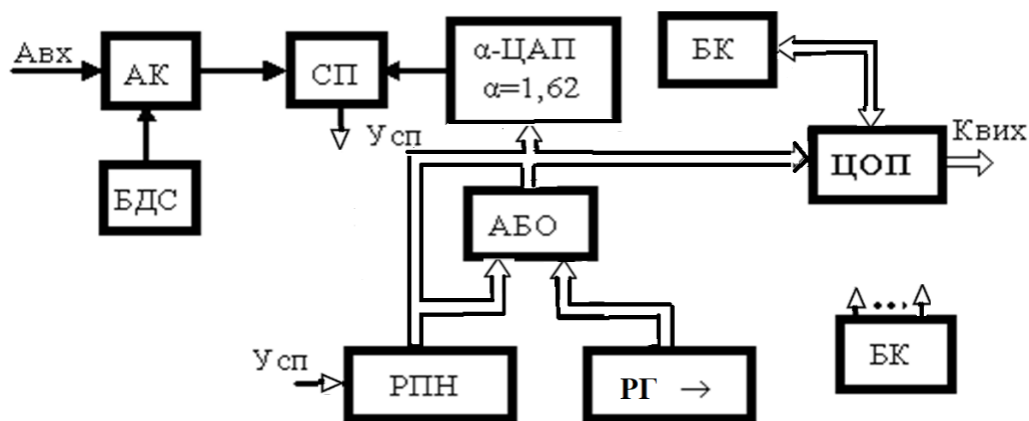 Авх
АК
СП
α-ЦАП
α=1,62
БК
Усп
Квих
ЦОП
БДС
АБО
Усп
РПН
РГ →
БК